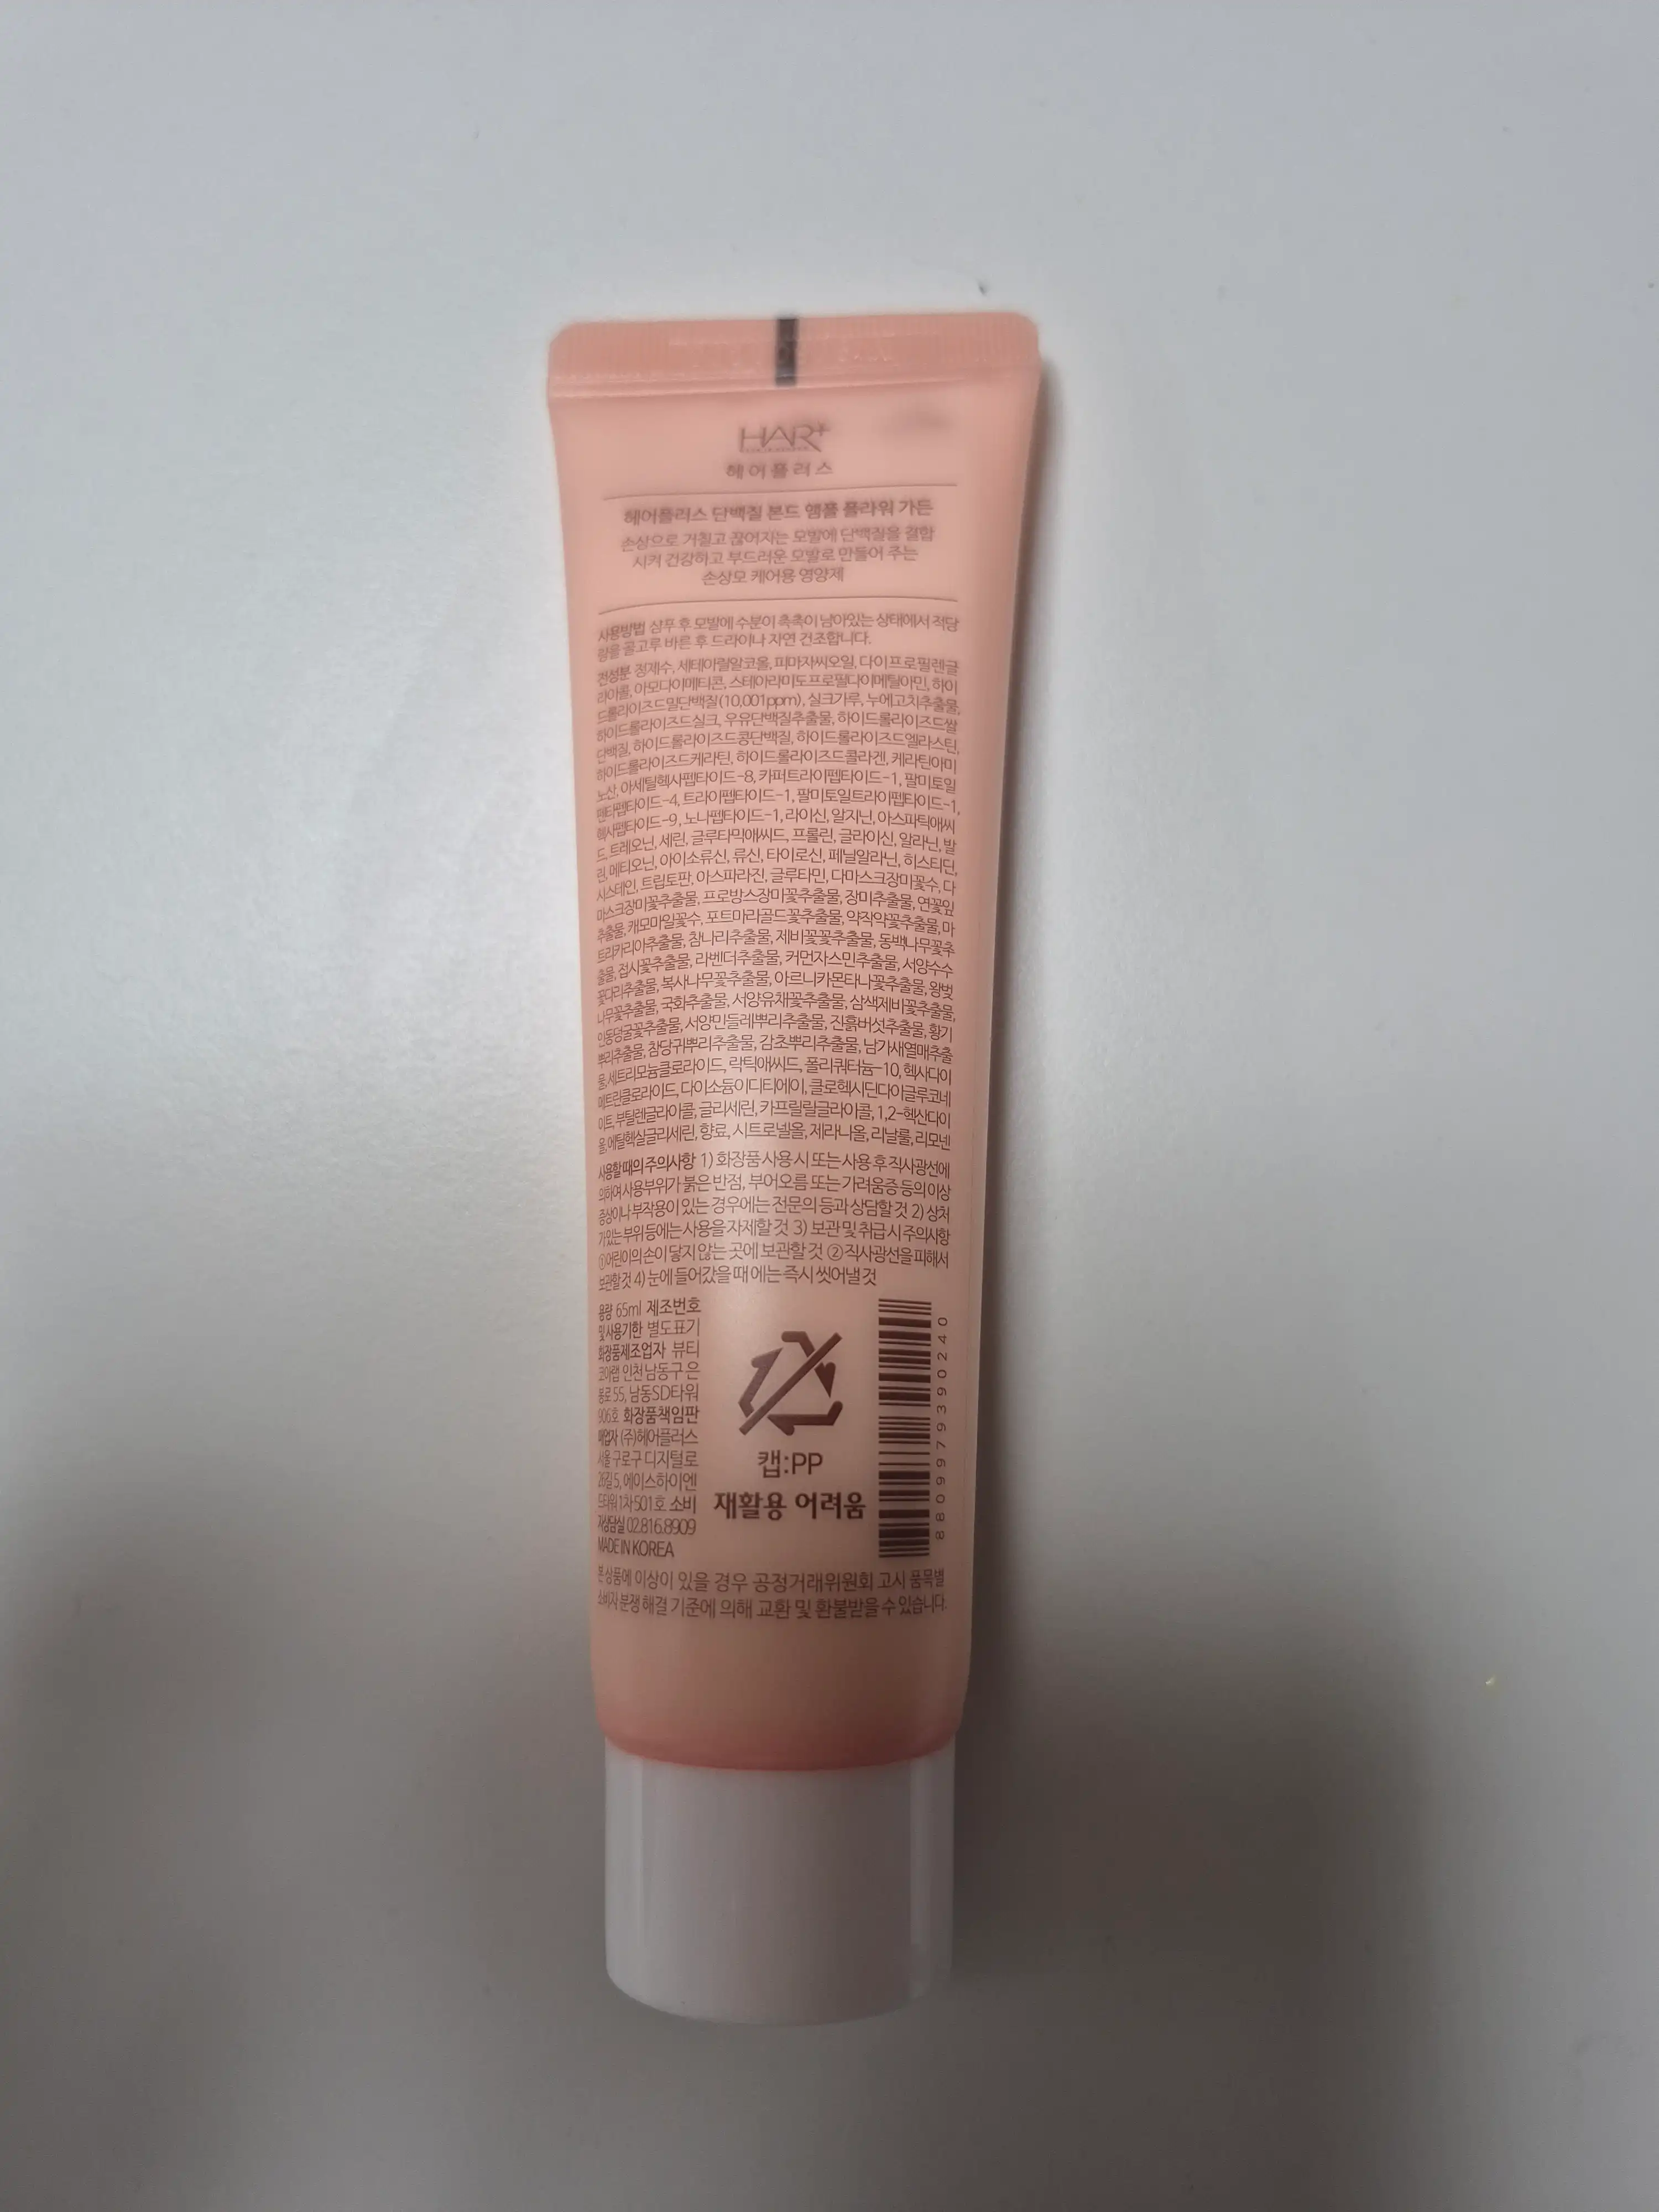 HAR+
헤어플러스
헤어플러스 단백질 본드 앰플 플라워 가든
손상으로 거칠고 끊어지는 모발에 단백질을 결합
시켜 건강하고 부드러운 모발로 만들어 주는
손상모 케어용 영양제
사용방법 샴푸 후 모발에 수분이 촉촉이 남아있는 상태에서 적당
량을 골고루 바른 후 드라이나 자연 건조합니다.
전성분 정제수, 세테아릴알코올, 피마자씨오일, 다이프로필렌글
라이콜, 아모다이메티콘, 스테아라미도프로필다이메틸아민, 하이
드롤라이즈드밀단백질(10,001ppm), 실크가루, 누에고치추출물,
하이드롤라이즈드실크, 우유단백질추출물, 하이드롤라이즈드쌀
단백질, 하이드롤라이즈드콩단백질, 하이드롤라이즈드엘라스틴,
하이드롤라이즈드케라틴, 하이드롤라이즈드콜라겐, 케라틴아미
노산, 아세틸헥사펩타이드-8, 카퍼트라이펩타이드-1, 팔미토일
펜타펩타이드-4, 트라이펩타이드-1, 팔미토일트라이펩타이드-1,
헥사펩타이드-9, 노나펩타이드-1, 라이신, 알지닌, 아스파틱애씨
드, 트레오닌, 세린, 글루타믹애씨드, 프롤린, 글라이신, 알라닌, 발
린, 메티오닌, 아이소류신, 류신, 타이로신, 페닐알라닌, 히스티딘,
시스테인, 트립토판, 아스파라진, 글루타민, 다마스크장미꽃수, 다
마스크장미꽃추출물, 프로방스장미꽃추출물, 장미추출물, 연꽃잎
추출물, 캐모마일꽃수, 포트마리골드꽃추출물, 약작약꽃추출물, 마
트리카리아추출물, 참나리추출물, 제비꽃꽃추출물, 동백나무꽃추
출물, 접시꽃추출물, 라벤더추출물, 커먼자스민추출물, 서양수수
꽃다리추출물, 복사나무꽃추출물, 아르니카몬타나꽃추출물, 왕벚
나무꽃추출물, 국화추출물, 서양유채꽃추출물, 삼색제비꽃추출물,
인동덩굴꽃추출물, 서양민들레뿌리추출물, 진흙버섯추출물, 황기
뿌리추출물, 참당귀뿌리추출물, 감초뿌리추출물, 남가새열매추출
물, 세트리모늄클로라이드, 락틱애씨드, 폴리쿼터늄-10, 헥사다이
메트린클로라이드, 다이소듐이디티에이, 클로헥시딘다이글루코네
이트, 부틸렌글라이콜, 글리세린, 카프릴릴글라이콜, 1,2-헥산다이
올, 에틸헥실글리세린, 향료, 시트로넬올, 제라니올, 리날룰, 리모넨
사용할 때의 주의사항 1) 화장품 사용 시 또는 사용 후 직사광선에
의하여 사용부위가 붉은 반점, 부어오름 또는 가려움증 등의 이상
증상이나 부작용이 있는 경우에는 전문의 등과 상담할 것 2) 상처
가 있는 부위 등에는 사용을 자제할 것 3) 보관 및 취급 시 주의사항
①어린이의 손이 닿지 않는 곳에 보관할 것 ②직사광선을 피해서
보관할 것 4) 눈에 들어갔을 때에는 즉시 씻어낼 것
용량 65ml 제조번호
및 사용기한 별도표기
화장품제조업자 뷰티
코아랩 인천 남동구 은
봉로 55, 남동SD타워
906호 화장품책임판
매업자 (주)헤어플러스
서울 구로구 디지털로
26길 5, 에이스하이엔
드타워1차 501호 소비
자상담실 02.816.8909
MADE IN KOREA
캡:PP
재활용 어려움
8809979390240
본 상품에 이상이 있을 경우 공정거래위원회 고시 품목별
소비자 분쟁 해결 기준에 의해 교환 및 환불받을 수 있습니다.